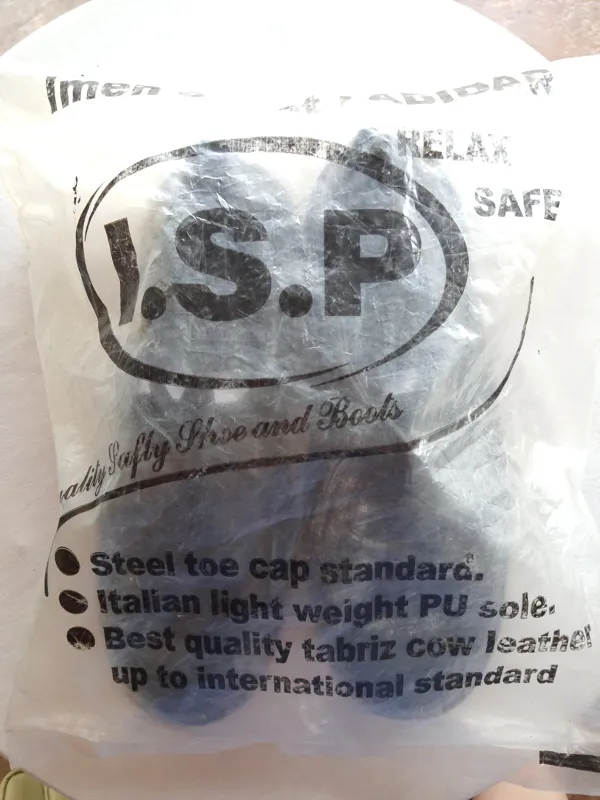 Imen
RELAX
SAFE
I.S.P
ality Safty Shoe and Boots
Steel toe cap standard.
Italian light weight PU sole.
Best quality tabriz cow leather
up to international standard